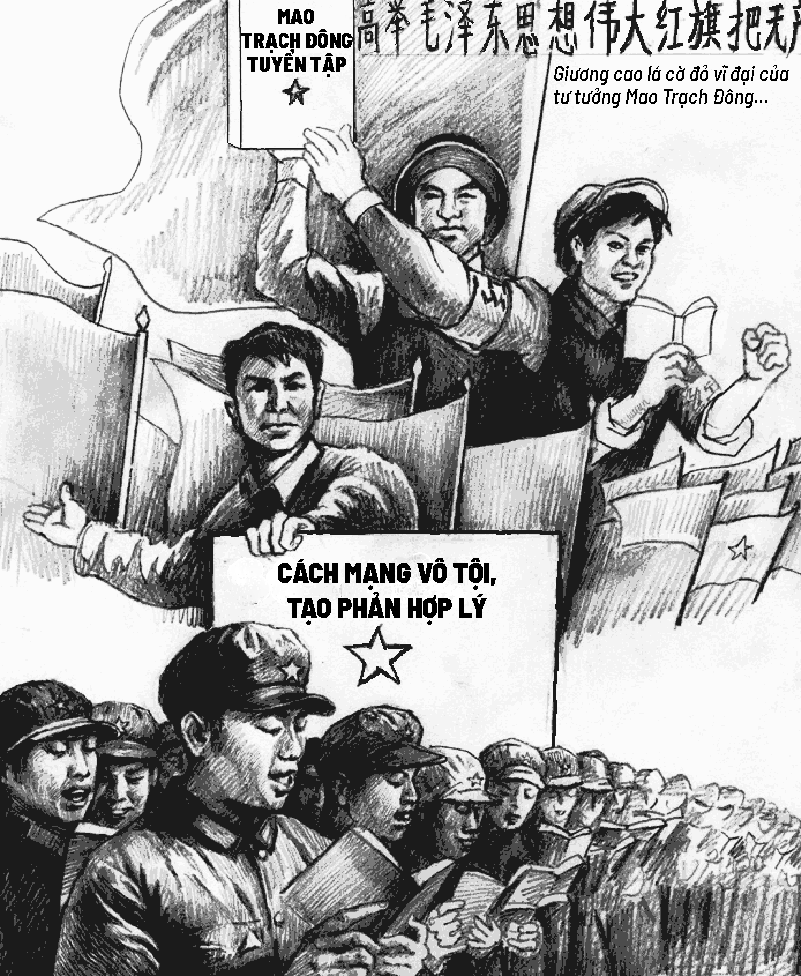 MAO
TRẠCH ĐÔNG
TUYỂN TẬP
高举毛泽东思想伟大红旗把无产
Giương cao lá cờ đỏ vĩ đại của
tư tưởng Mao Trạch Đông...
CÁCH MẠNG VÔ TỘI,
TẠO PHẢN HỢP LÝ